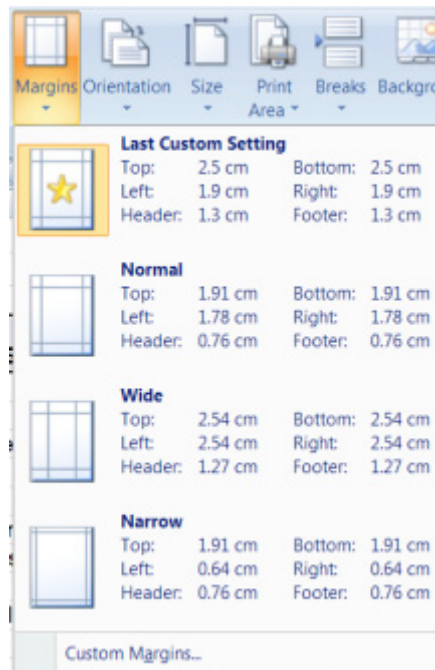 Margins Orientation Size Print Breaks
Area
Last Custom Setting
Top: 2.5 cm Bottom: 2.5 cm
Left: 1.9 cm Right: 1.9 cm
Header: 1.3 cm Footer: 1.3 cm
Normal
Top: 1.91 cm Bottom: 1.91 cm
Left: 1.78 cm Right: 1.78 cm
Header: 0.76 cm Footer: 0.76 cm
Wide
Top: 2.54 cm Bottom: 2.54 cm
Left: 2.54 cm Right: 2.54 cm
Header: 1.27 cm Footer: 1.27 cm
Narrow
Top: 1.91 cm Bottom: 1.91 cm
Left: 0.64 cm Right: 0.64 cm
Header: 0.76 cm Footer: 0.76 cm
Custom Margins...